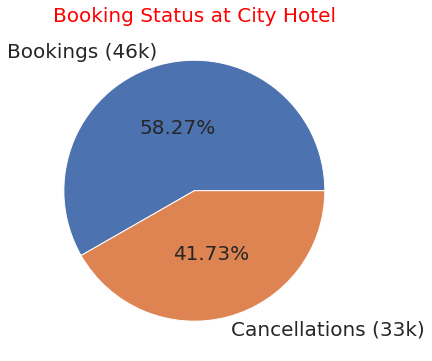 Booking Status at City Hotel
Bookings (46k)
58.27%
41.73%
Cancellations (33k)